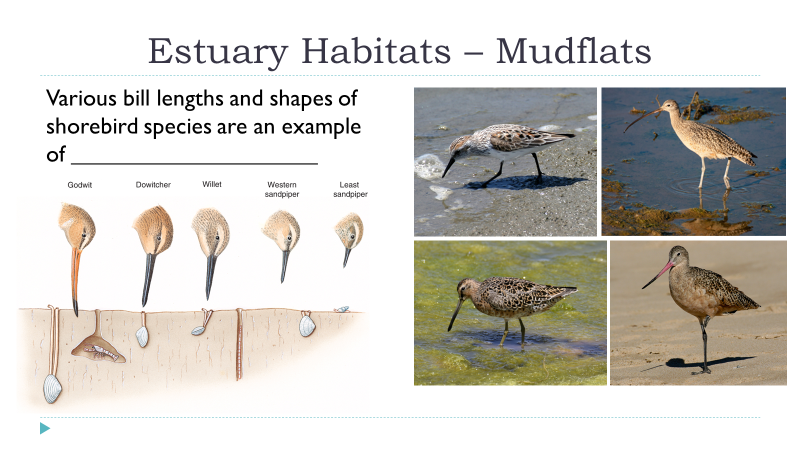 Estuary Habitats – Mudflats
Various bill lengths and shapes of
shorebird species are an example
of ______________________
Godwit
Dowitcher
Willet
Western
sandpiper
Least
sandpiper